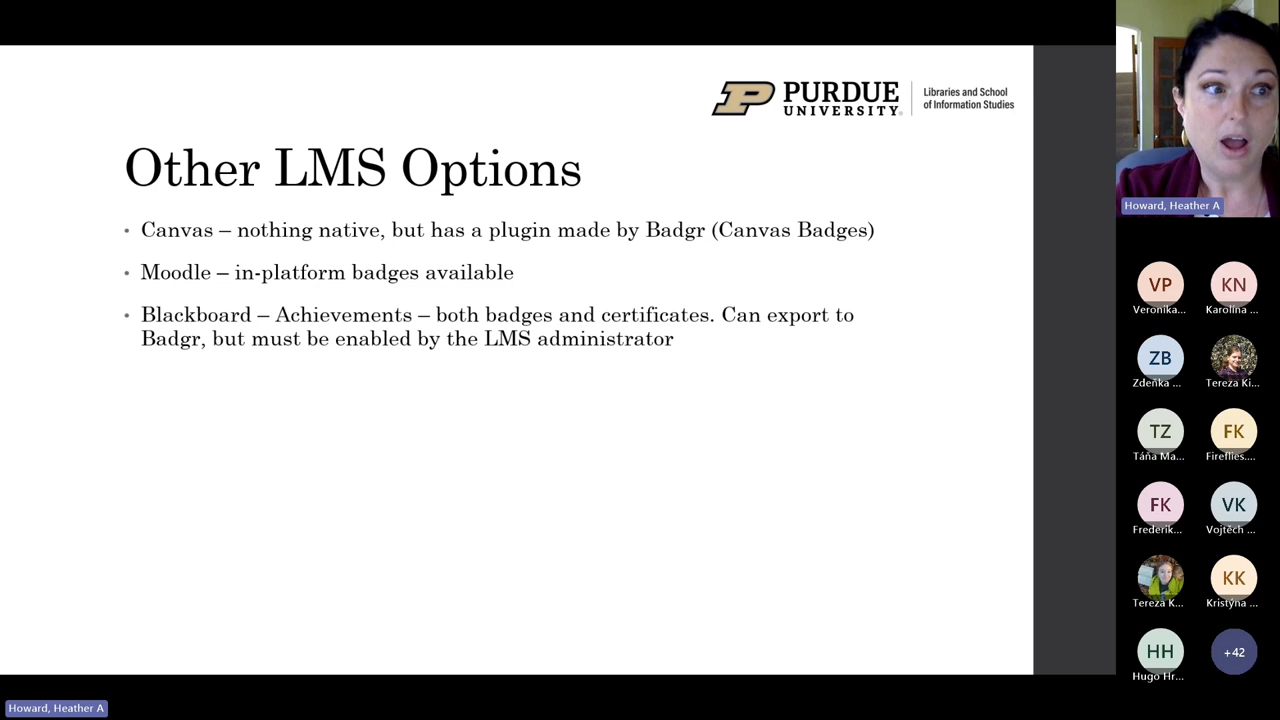 PURDUE
UNIVERSITY®
Libraries and School
of Information Studies
Other LMS Options
• Canvas – nothing native, but has a plugin made by Badgr (Canvas Badges)
• Moodle – in-platform badges available
• Blackboard – Achievements – both badges and certificates. Can export to
Badgr, but must be enabled by the LMS administrator
Howard, Heather A
VP
KN
Veronika...
Karolína ...
ZB
Zdeňka ...
Tereza Ki...
TZ
FK
Táňa Ma...
Fireflies....
FK
VK
Frederik...
Vojtěch ...
KK
Tereza K...
Kristýna ...
HH
+42
Hugo Hr...
Howard, Heather A